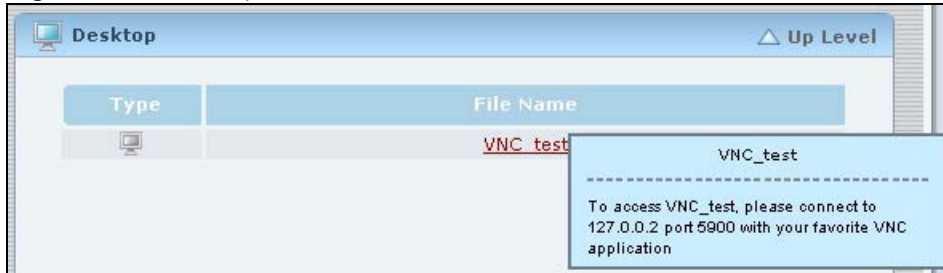 Desktop
Up Level
Type File Name
VNC_test
VNC_test
To access VNC_test, please connect to
127.0.0.2 port 5900 with your favorite VNC
application